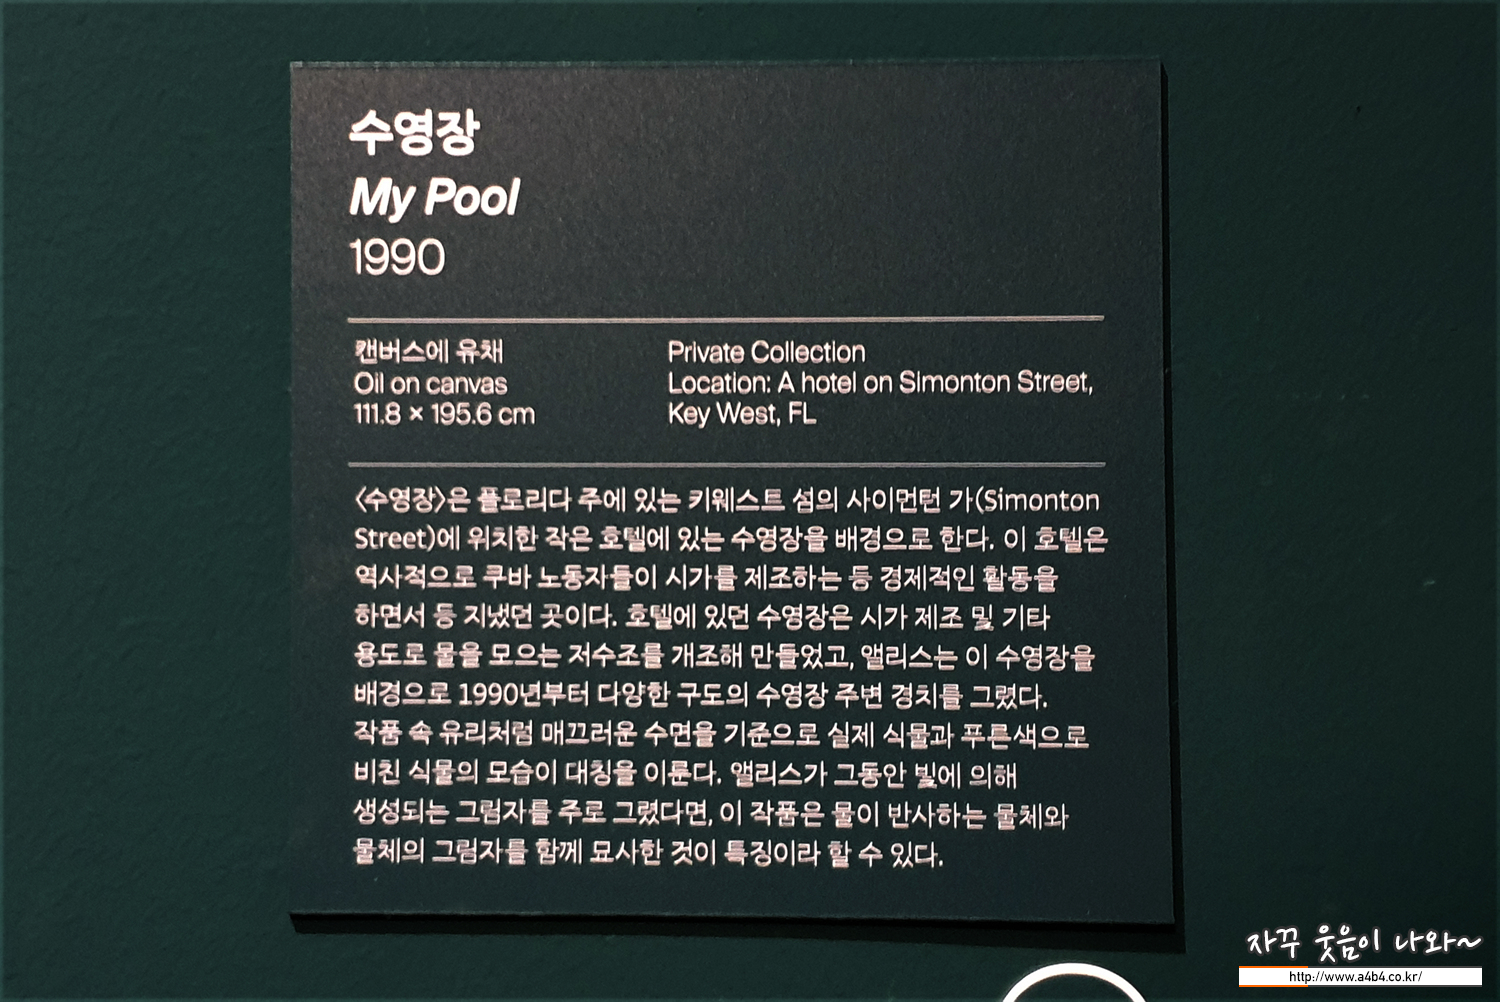 수영장
My Pool
1990
캔버스에 유채
Oil on canvas
111.8 × 195.6 cm
Private Collection
Location: A hotel on Simonton Street,
Key West, FL
〈수영장〉은 플로리다 주에 있는 키웨스트 섬의 사이먼턴 가(Simonton
Street)에 위치한 작은 호텔에 있는 수영장을 배경으로 한다. 이 호텔은
역사적으로 쿠바 노동자들이 시가를 제조하는 등 경제적인 활동을
하면서 등 지냈던 곳이다. 호텔에 있던 수영장은 시가 제조 및 기타
용도로 물을 모으는 저수조를 개조해 만들었고, 앨리스는 이 수영장을
배경으로 1990년부터 다양한 구도의 수영장 주변 경치를 그렸다.
작품 속 유리처럼 매끄러운 수면을 기준으로 실제 식물과 푸른색으로
비친 식물의 모습이 대칭을 이룬다. 앨리스가 그동안 빛에 의해
생성되는 그림자를 주로 그렸다면, 이 작품은 물이 반사하는 물체와
물체의 그림자를 함께 묘사한 것이 특징이라 할 수 있다.
자꾸 웃음이 나와~
http://www.a4b4.co.kr/